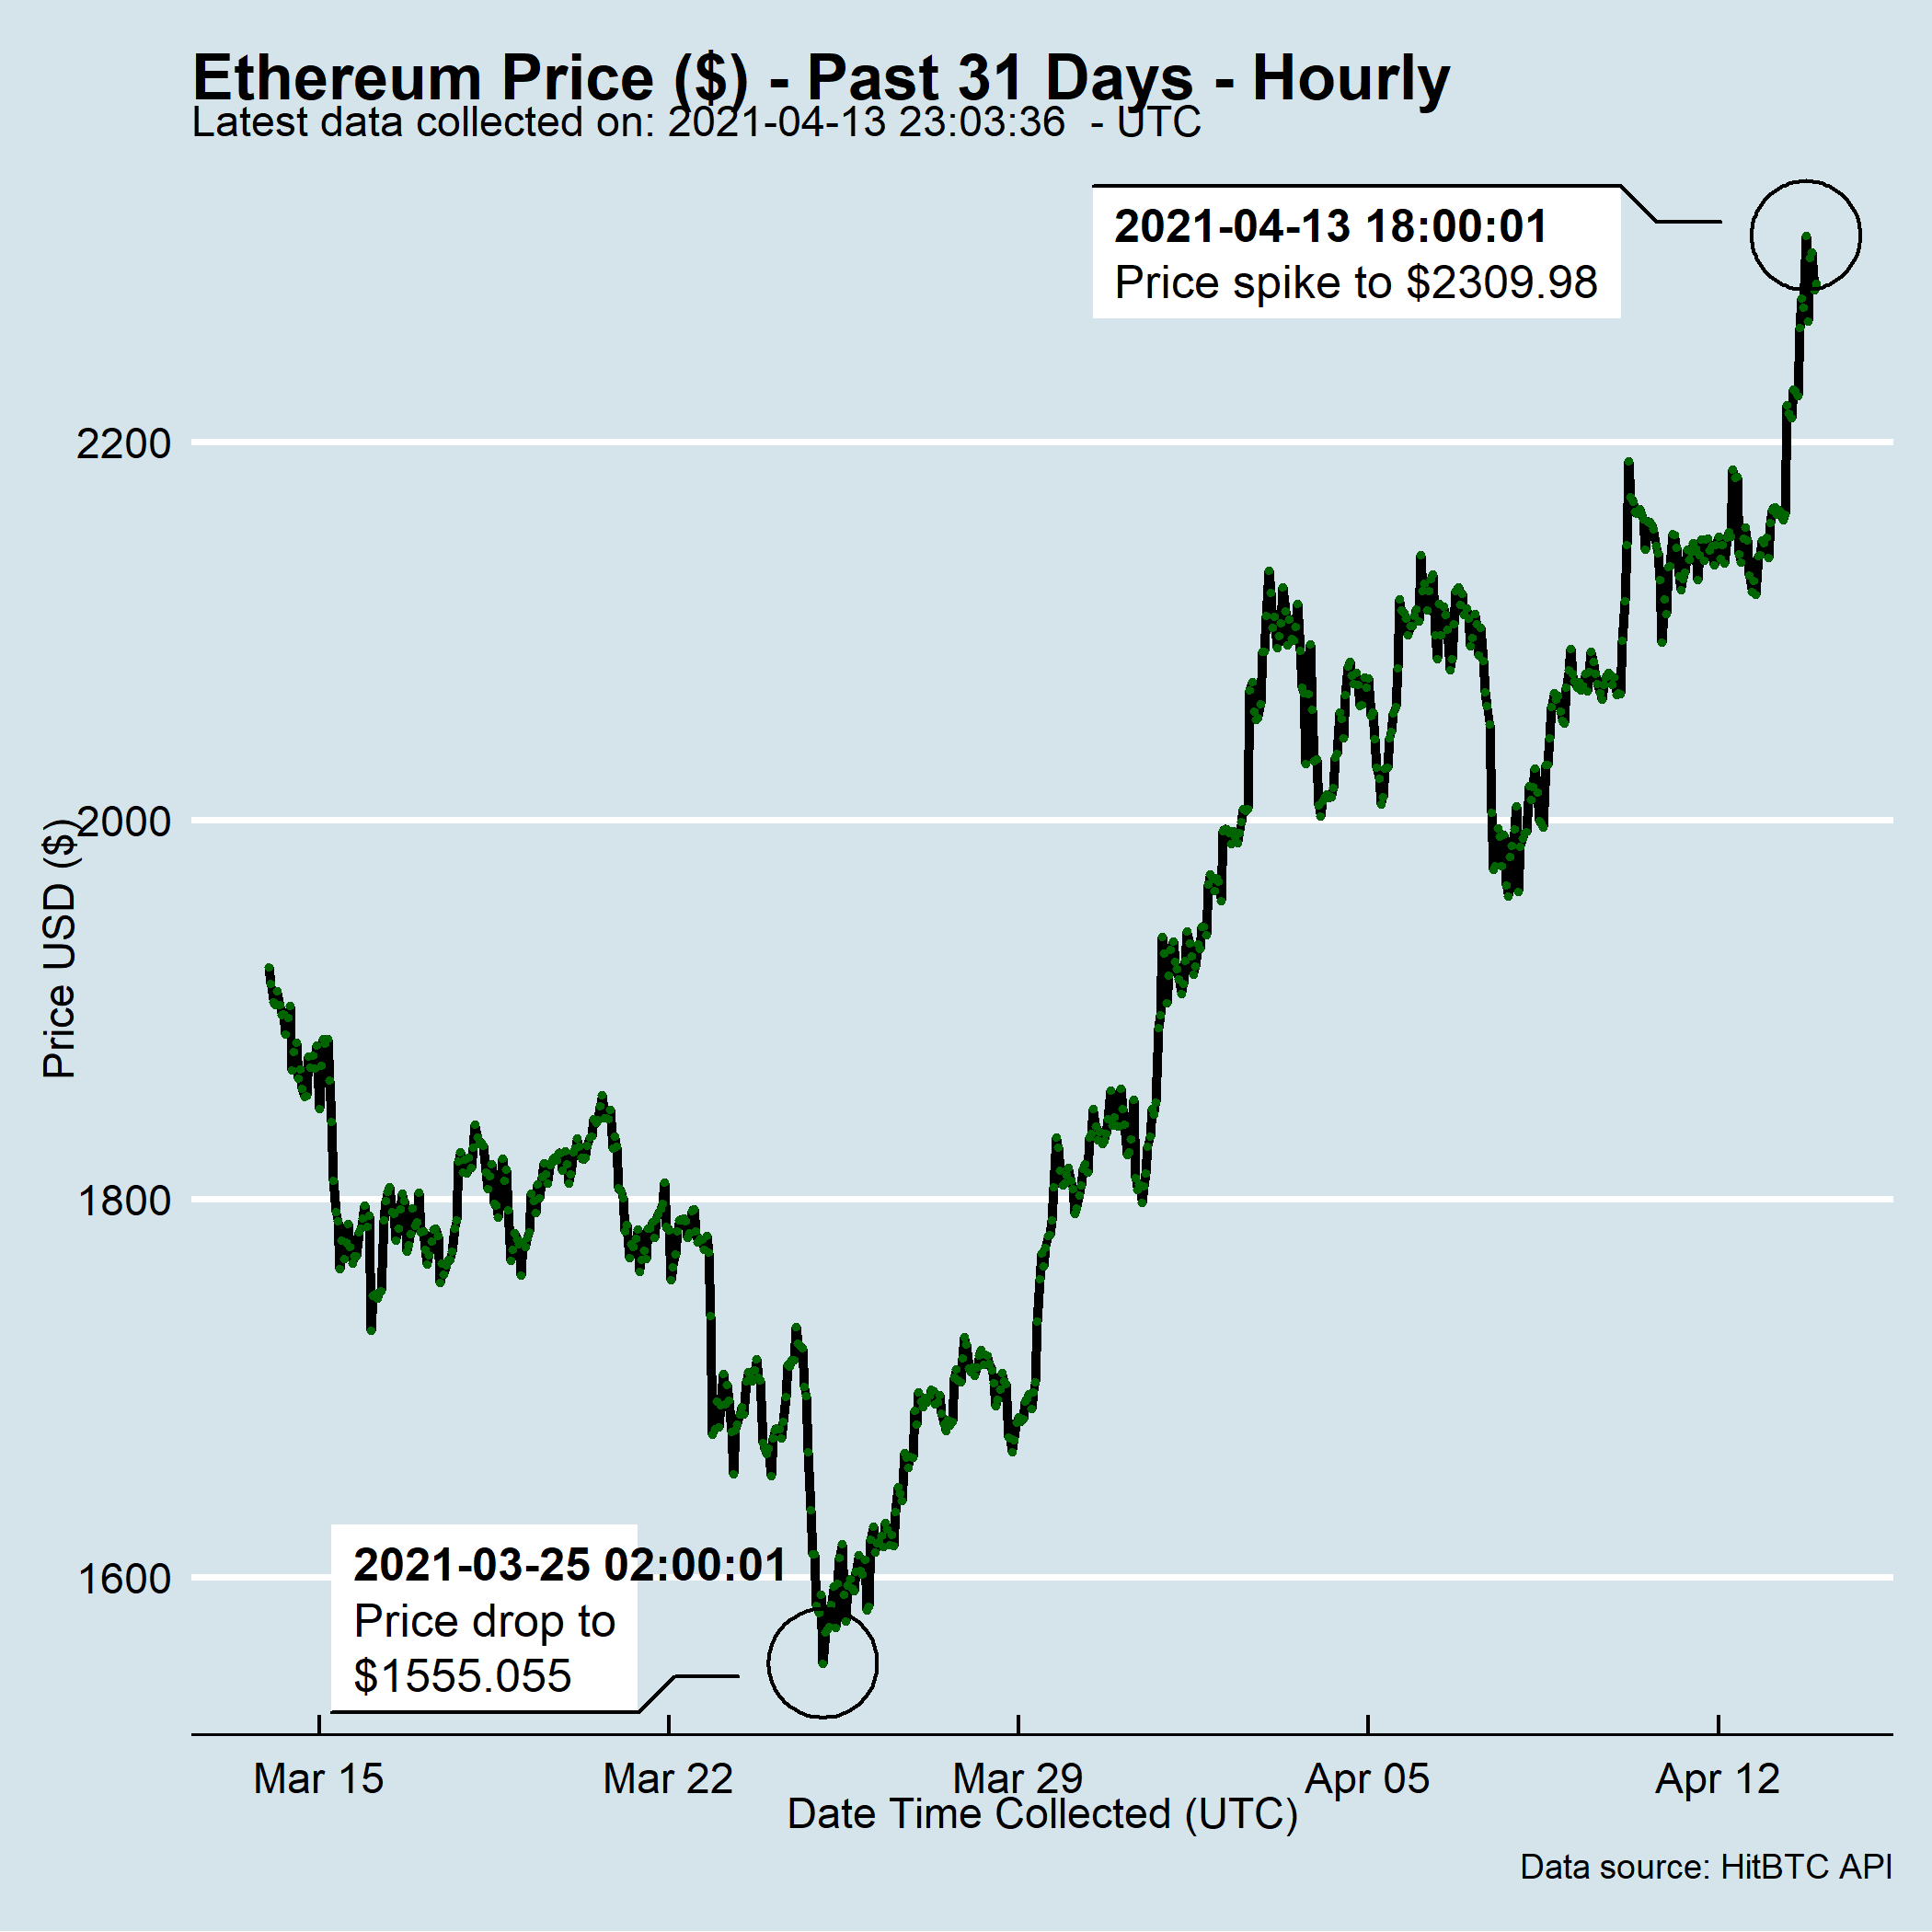 Ethereum Price ($) - Past 31 Days - Hourly
Latest data collected on: 2021-04-13 23:03:36  - UTC
2021-04-13 18:00:01
Price spike to $2309.98
2200
2000
1800
1600
Price USD ($)
2021-03-25 02:00:01
Price drop to
$1555.055
Mar 15
Mar 22
Mar 29
Apr 05
Apr 12
Date Time Collected (UTC)
Data source: HitBTC API